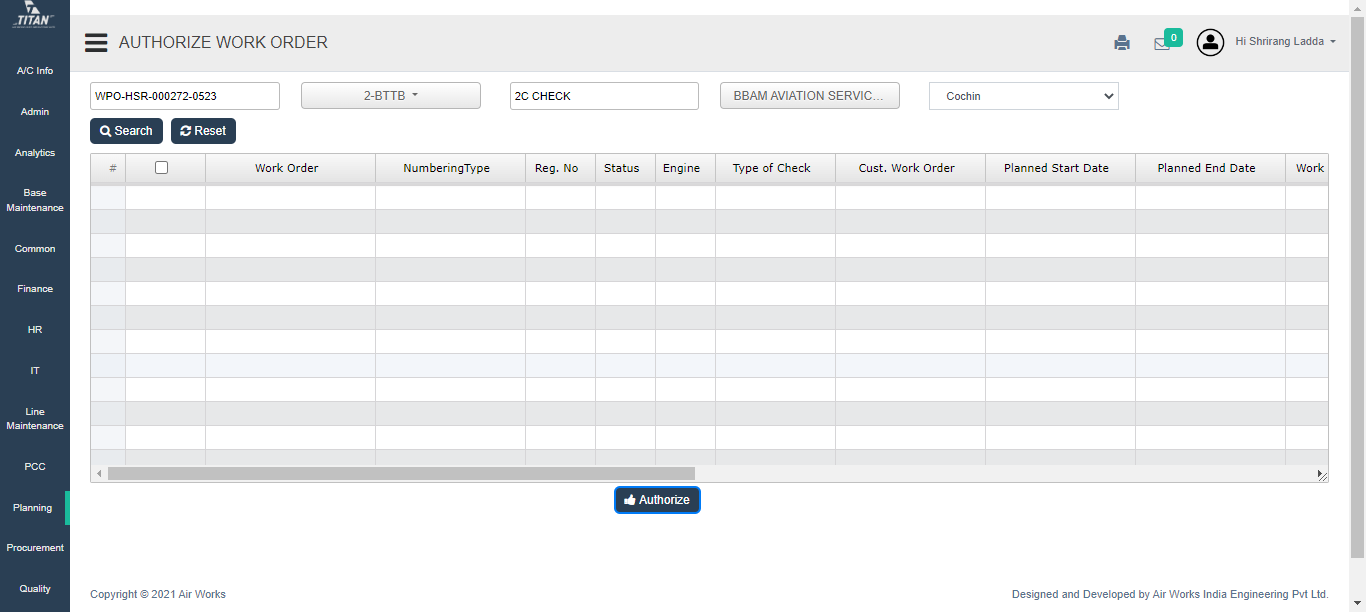 TITAN
AUTHORIZE WORK ORDER
0
Hi Shrirang Ladda
A/C Info
Admin
Analytics
Base
Maintenance
Common
Finance
HR
IT
Line
Maintenance
PCC
Planning
Procurement
Quality
WPO-HSR-000272-0523
2-BTTB
2C CHECK
BBAM AVIATION SERVIC...
Cochin
Search
Reset
# Work Order NumberingType Reg. No Status Engine Type of Check Cust. Work Order Planned Start Date Planned End Date Work
Authorize
Copyright © 2021 Air Works
Designed and Developed by Air Works India Engineering Pvt Ltd.